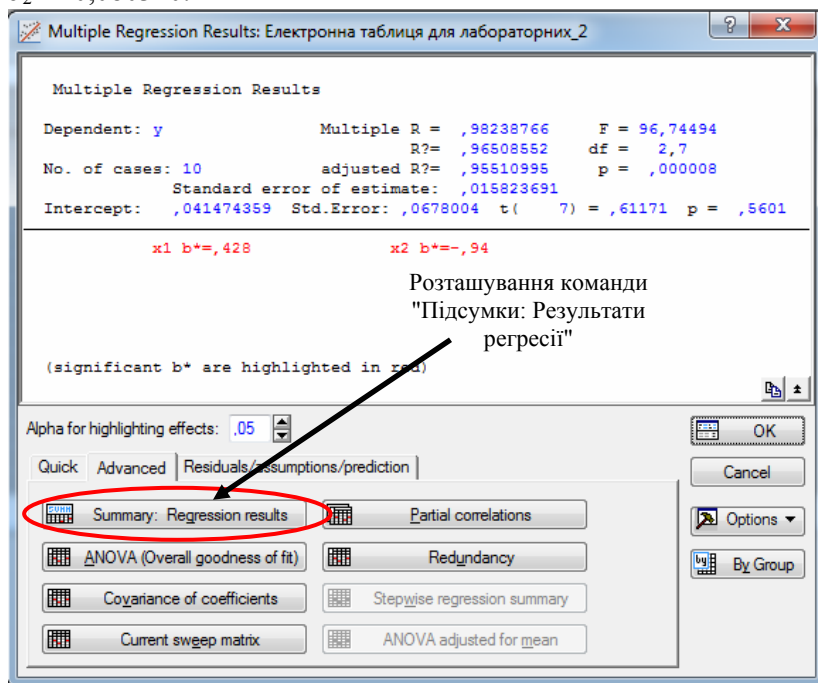 Multiple Regression Results: Електронна таблиця для лабораторних_2
Multiple Regression Results
Dependent: y Multiple R = ,98238766 F = 96,74494
R?= ,96508552 df = 2,7
No. of cases: 10 adjusted R?= ,95510995 p = ,000008
Standard error of estimate: ,015823691
Intercept: ,041474359 Std.Error: ,0678004 t( 7) = ,61171 p = ,5601
x1 b*=,428 x2 b*=-,94
Розташування команди
"Підсумки: Результати
регресії"
(significant b* are highlighted in red)
Alpha for highlighting effects: ,05
OK
Quick Advanced Residuals/assumptions/prediction
Cancel
Summary: Regression results Partial correlations
Options
ANOVA (Overall goodness of fit) Redundancy
By Group
Covariance of coefficients Stepwise regression summary
Current sweep matrix ANOVA adjusted for mean